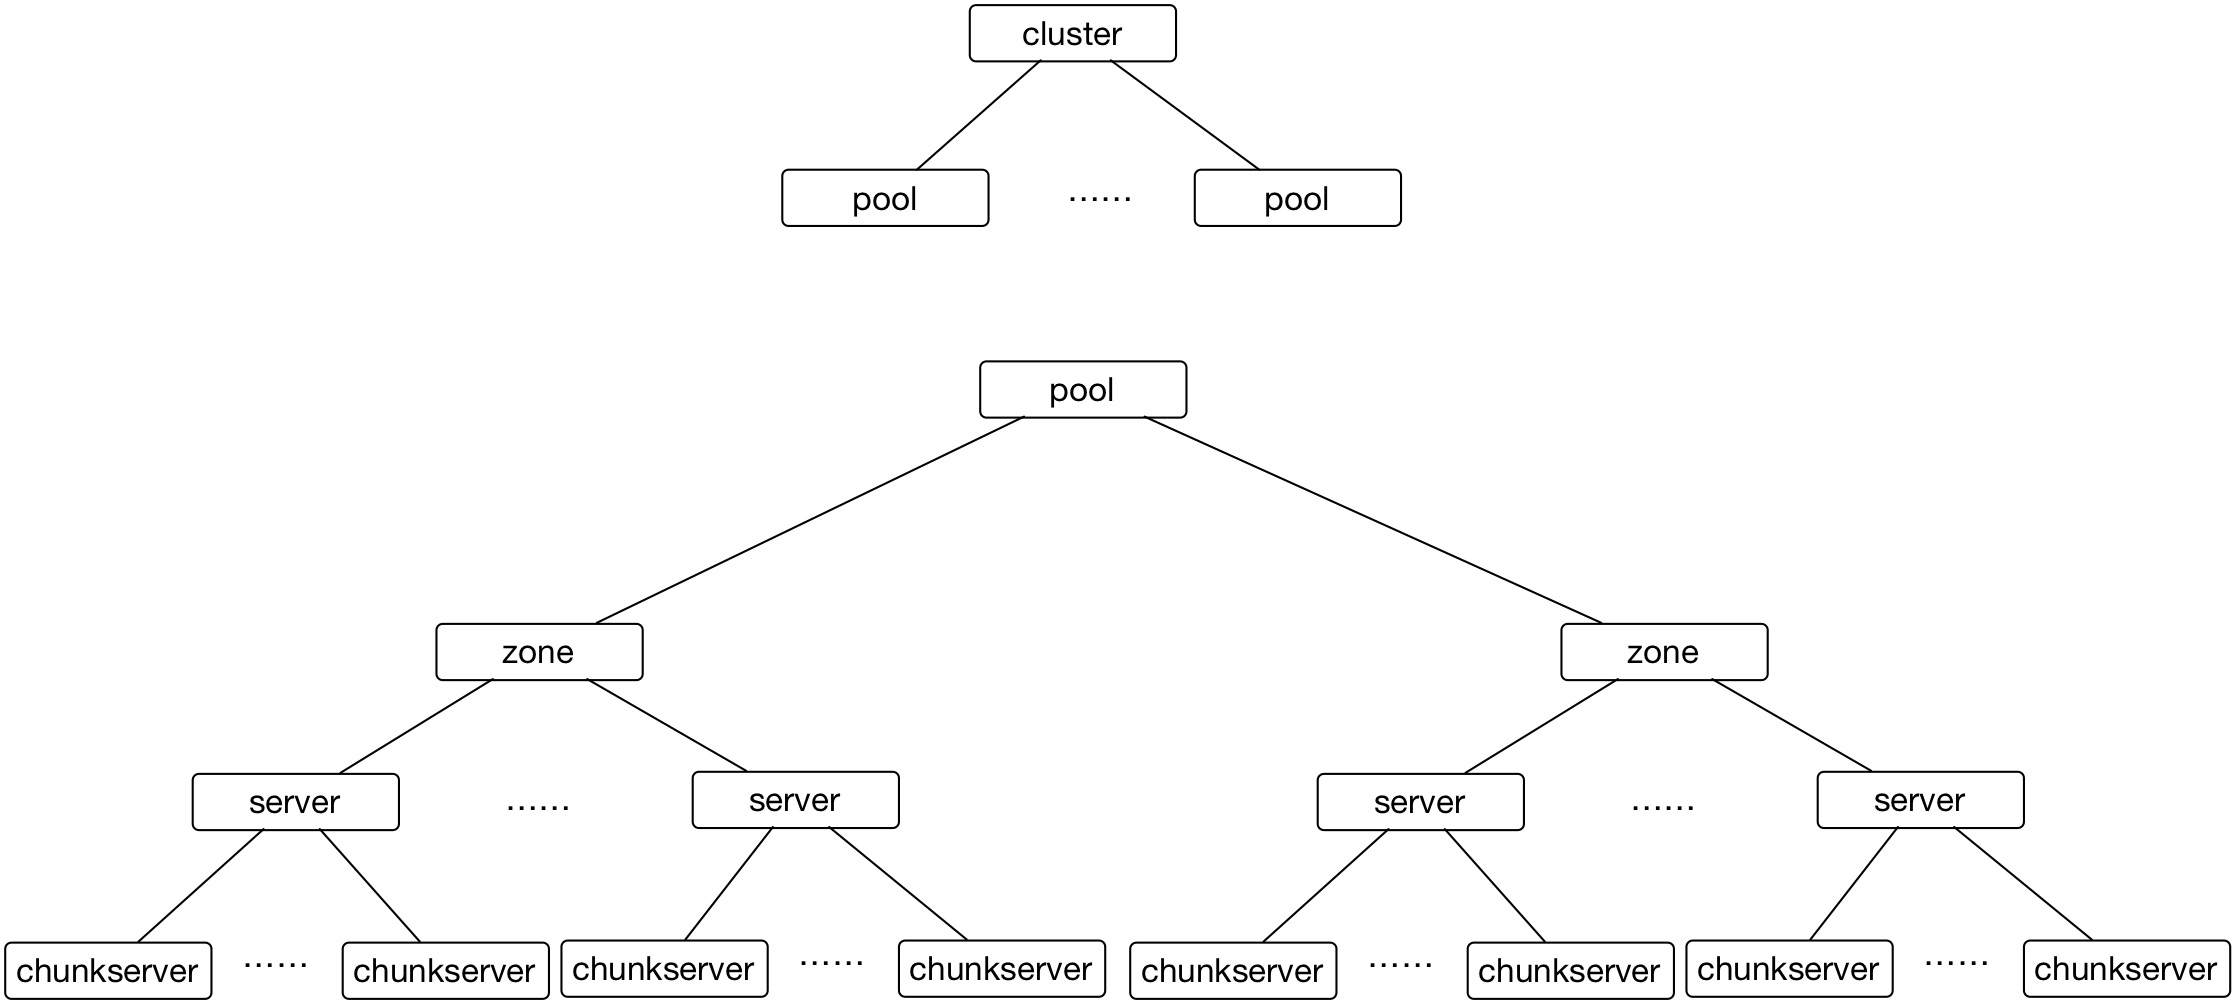 cluster
pool ...... pool
pool
zone zone
server ...... server server ...... server
chunkserver ...... chunkserver chunkserver ...... chunkserver chunkserver ...... chunkserver chunkserver ...... chunkserver